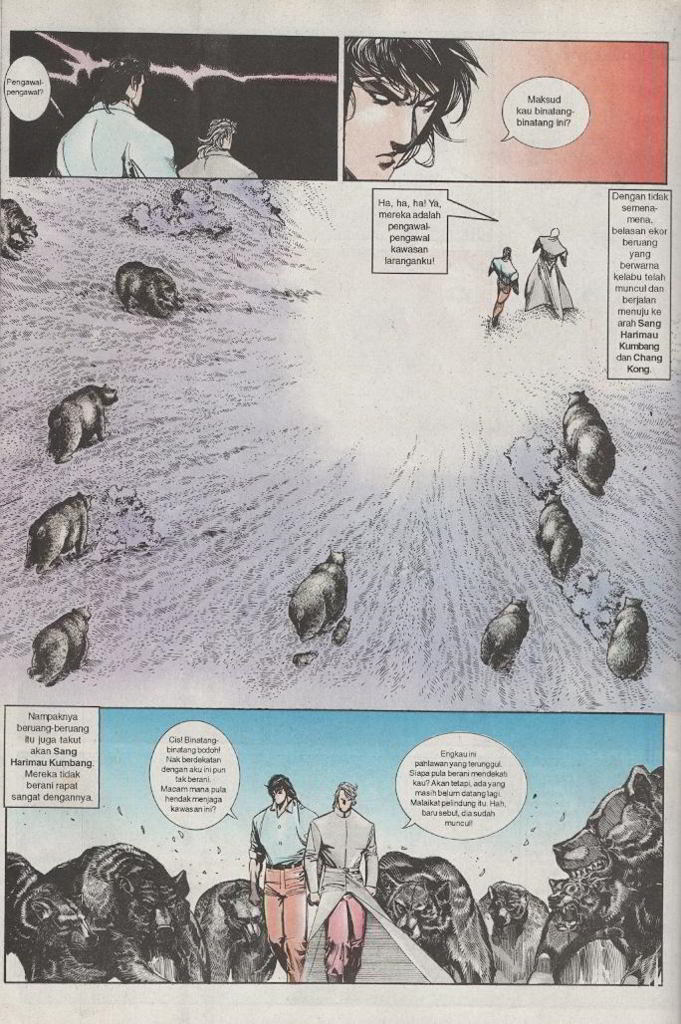 Pengawal-
pengawal?
Maksud
kau binatang-
binatang ini?
Ha, ha, ha! Ya,
mereka adalah
pengawal-
pengawal
kawasan
laranganku!
Dengan tidak
semena-
mena,
belasan ekor
beruang
yang
berwarna
kelabu telah
muncul dan
berjalan
menuju ke
arah Sang
Harimau
Kumbang
dan Chang
Kong.
Nampaknya
beruang-beruang
itu juga takut
akan Sang
Harimau Kumbang.
Mereka tidak
berani rapat
sangat dengannya.
Cis! Binatang-
binatang bodoh!
Nak berdekatan
dengan aku ini pun
tak berani.
Macam mana pula
hendak menjaga
kawasan ini?
Engkau ini
pahlawan yang terunggul.
Siapa pula berani mendekati
kau? Akan tetapi, ada yang
masih belum datang lagi.
Malaikat pelindung itu. Hah,
baru sebut, dia sudah
muncul!